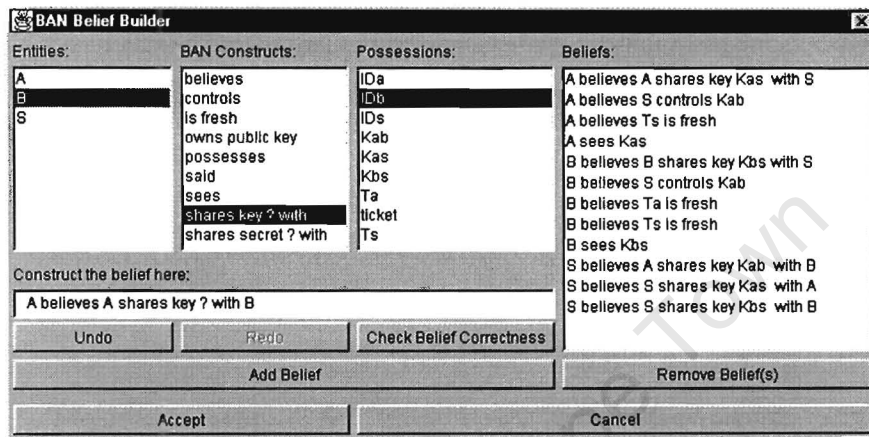 BAN Belief Builder
Entities:
A
B
S
BAN Constructs:
believes
controls
is fresh
owns public key
possesses
said
sees
shares key ? with
shares secret ? with
Possessions:
IDa
IDb
IDs
Kab
Kas
Kbs
Ta
ticket
Ts
Beliefs:
A believes A shares key Kas with S
A believes S controls Kab
A believes Ts is fresh
A sees Kas
B believes B shares key Kbs with S
B believes S controls Kab
B believes Ta is fresh
B believes Ts is fresh
B sees Kbs
S believes A shares key Kab with B
S believes S shares key Kas with A
S believes S shares key Kbs with B
Construct the belief here:
A believes A shares key ? with B
Undo
Redo
Check Belief Correctness
Add Belief
Remove Belief(s)
Accept
Cancel
Town